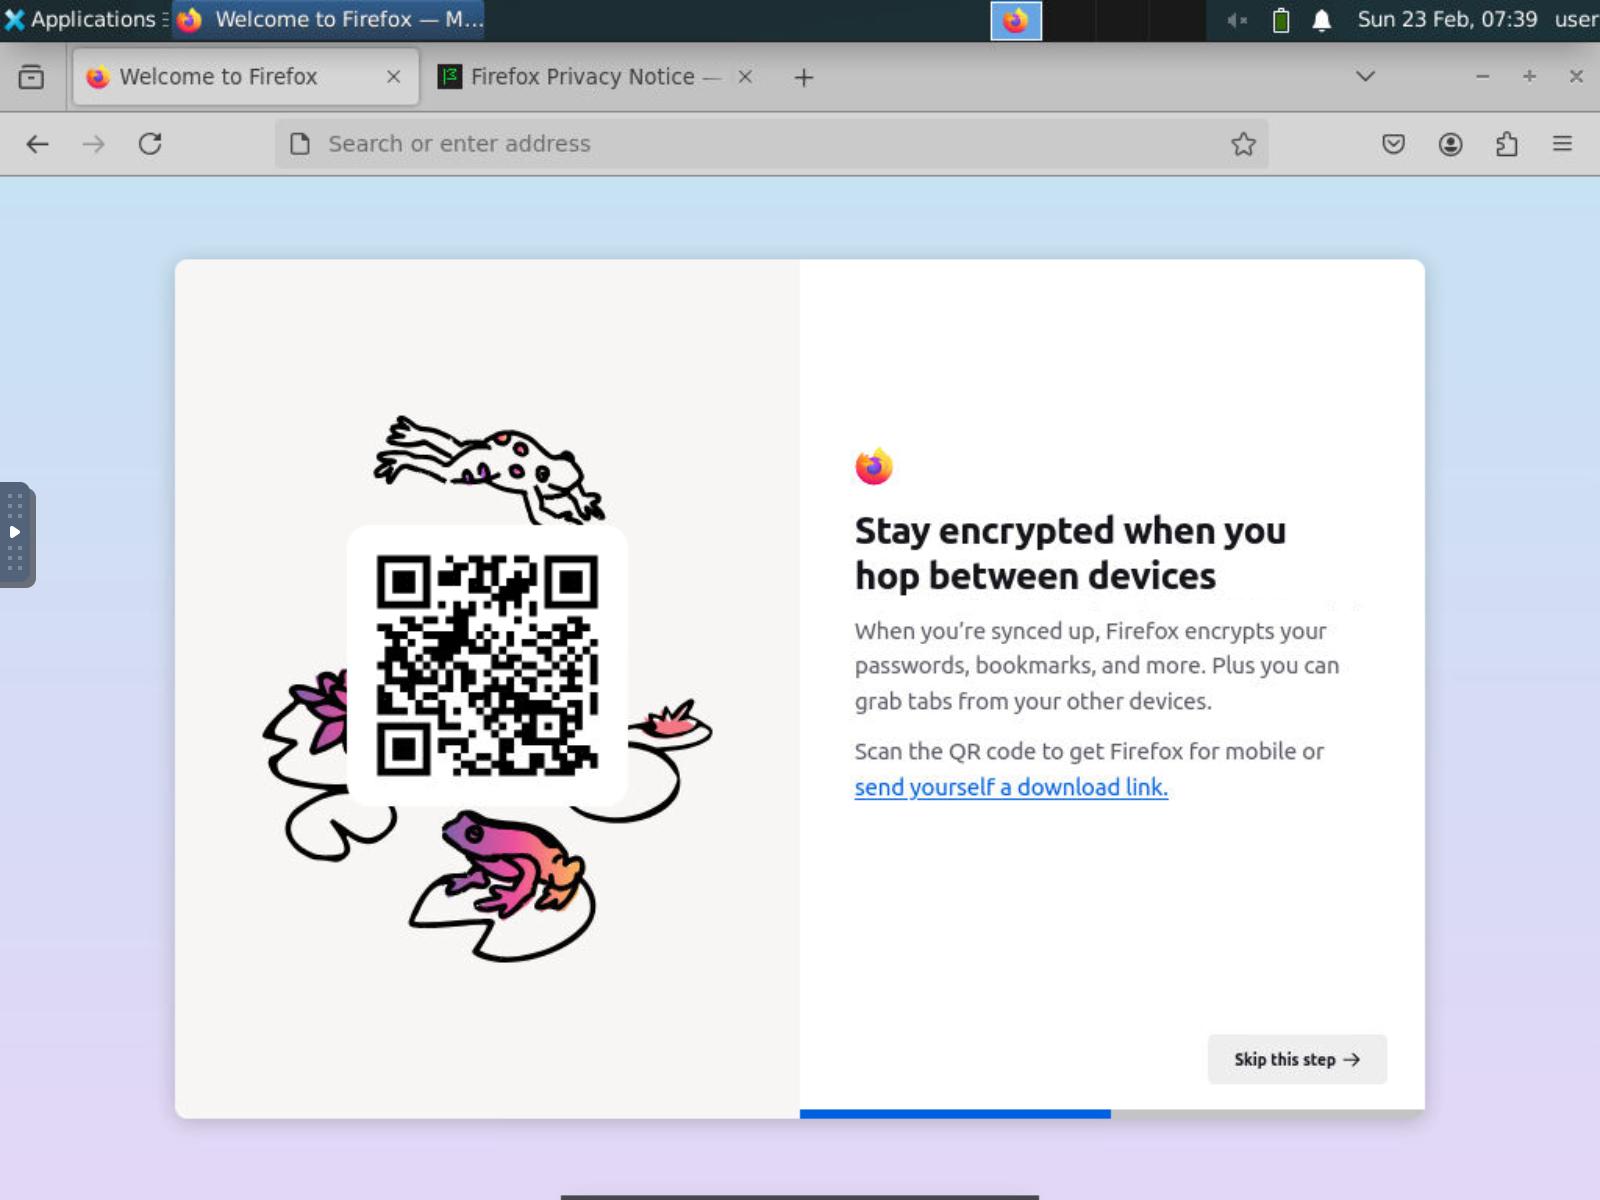 Applications
Welcome to Firefox — M...
Sun 23 Feb, 07:39
user
Welcome to Firefox
Firefox Privacy Notice —
Search or enter address
Stay encrypted when you
hop between devices
When you’re synced up, Firefox encrypts your
passwords, bookmarks, and more. Plus you can
grab tabs from your other devices.
Scan the QR code to get Firefox for mobile or
send yourself a download link.
Skip this step →